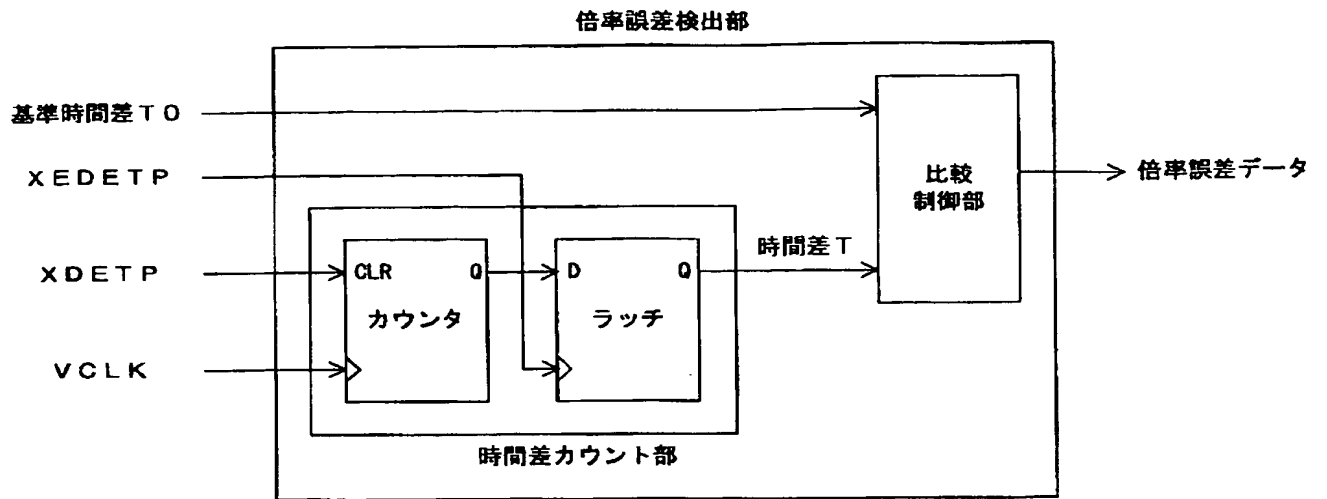 倍率誤差検出部
基準時間差T0
XEDETP
XDETP
VCLK
CLR Q
カウンタ
D Q
ラッチ
時間差カウント部
時間差T
比較
制御部
倍率誤差データ